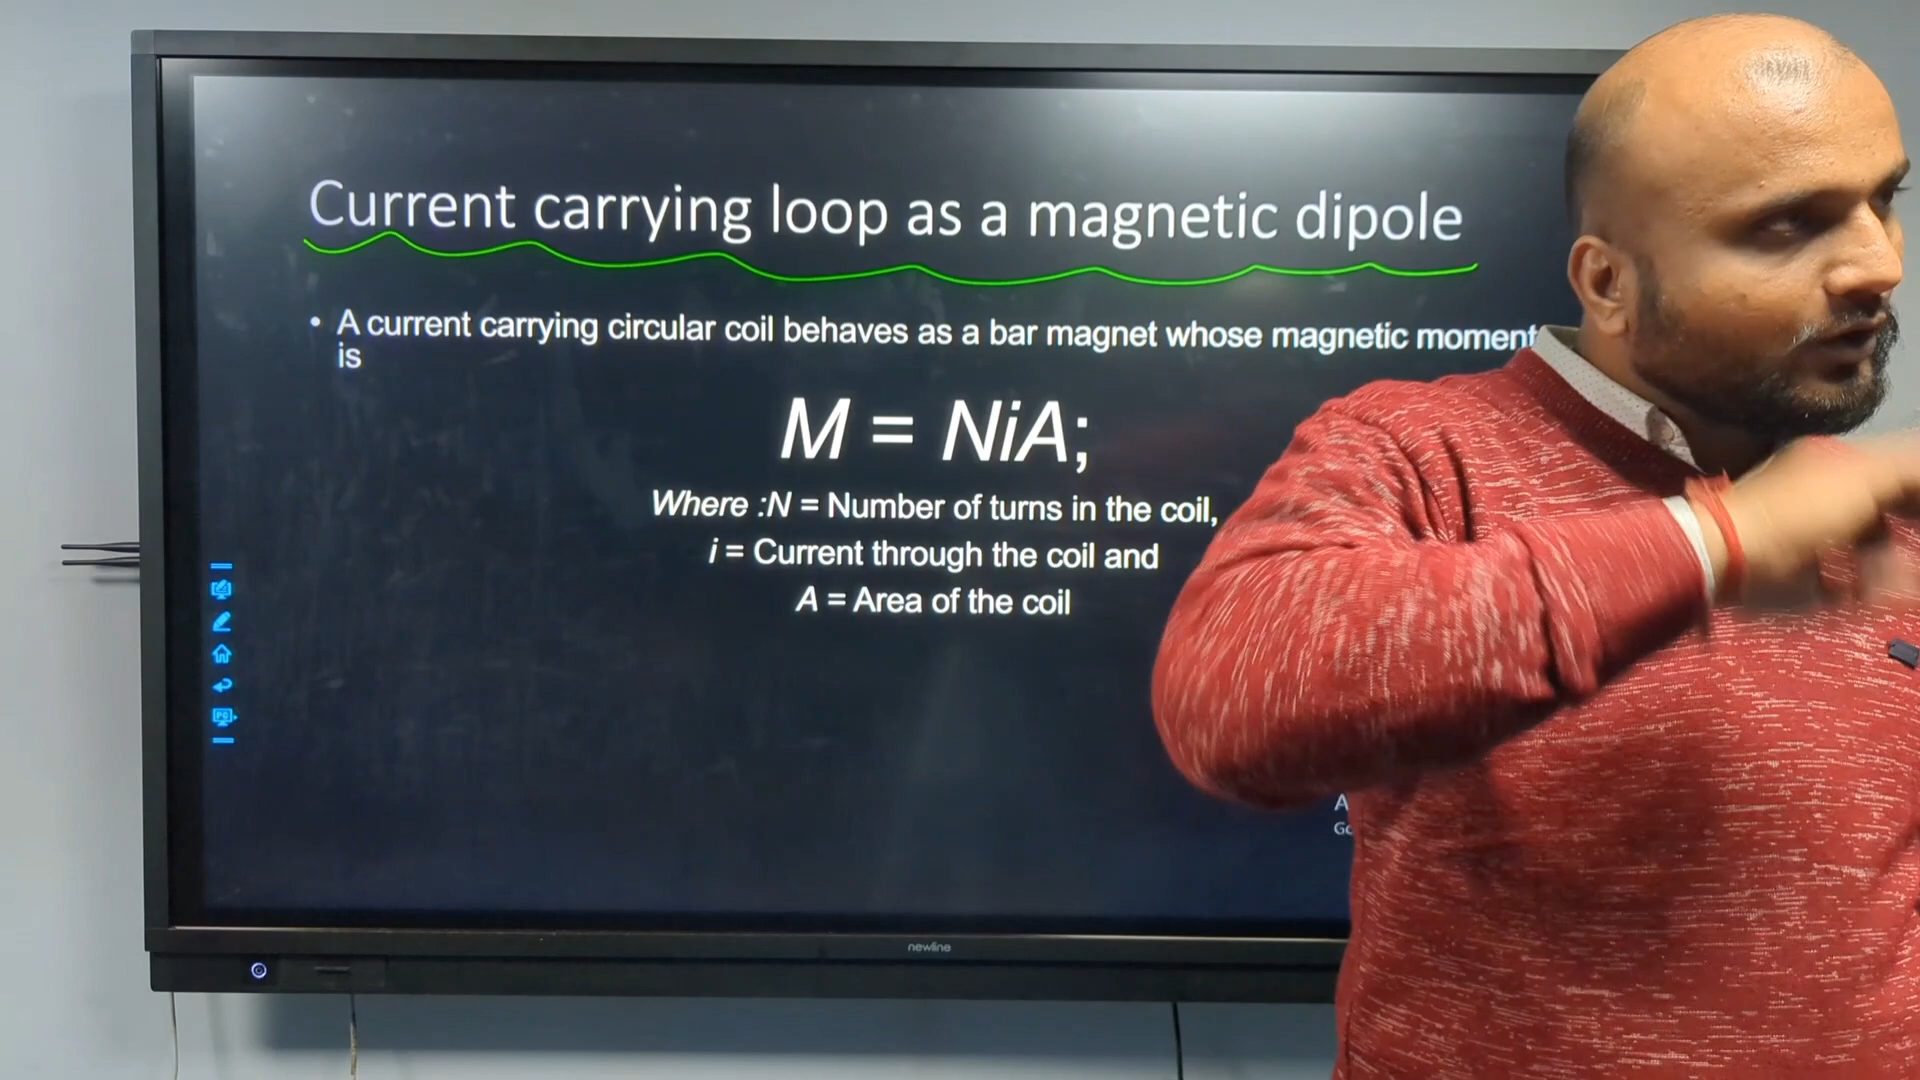 Current carrying loop as a magnetic dipole
• A current carrying circular coil behaves as a bar magnet whose magnetic moment
is
M = NiA;
Where :N = Number of turns in the coil,
i = Current through the coil and
A = Area of the coil
newline